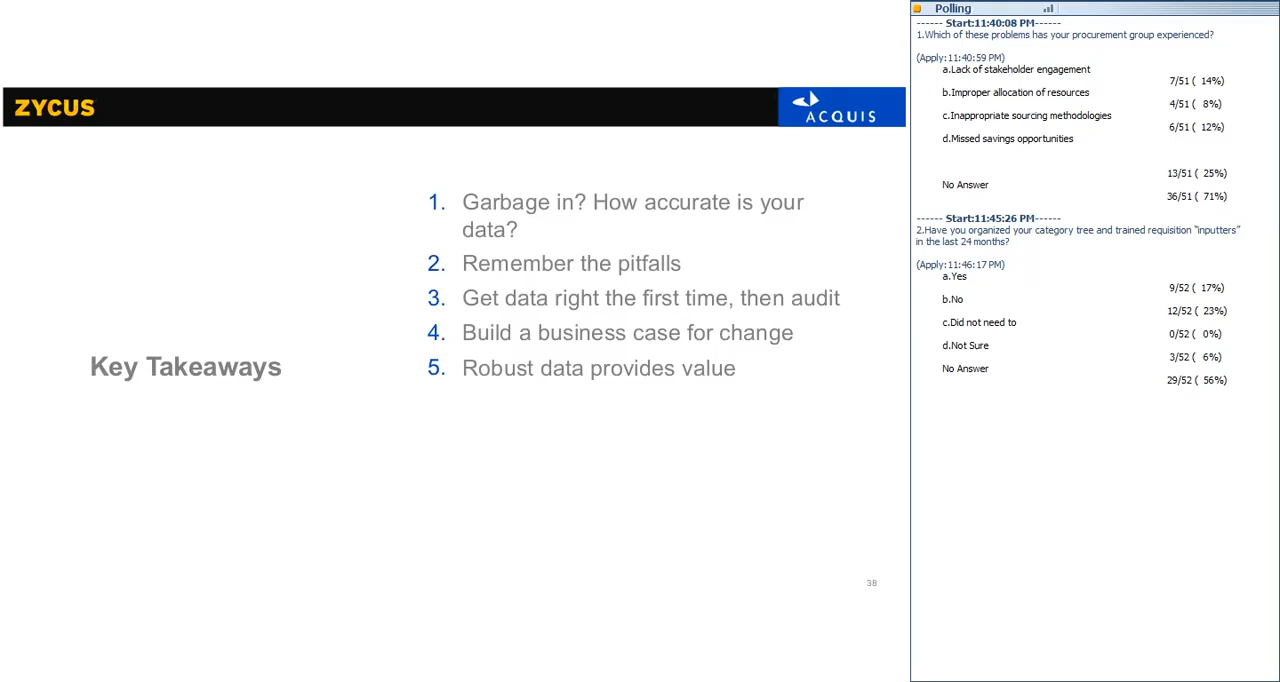 ZYCUS
ACQUIS
Key Takeaways
1. Garbage in? How accurate is your
data?
2. Remember the pitfalls
3. Get data right the first time, then audit
4. Build a business case for change
5. Robust data provides value
38
Polling
------ Start:11:40:08 PM------
1.Which of these problems has your procurement group experienced?
(Apply:11:40:59 PM)
a.Lack of stakeholder engagement
7/51 ( 14%)
b.Improper allocation of resources
4/51 ( 8%)
c.Inappropriate sourcing methodologies
6/51 ( 12%)
d.Missed savings opportunities
13/51 ( 25%)
No Answer
36/51 ( 71%)
------ Start:11:45:26 PM------
2.Have you organized your category tree and trained requisition “inputters”
in the last 24 months?
(Apply:11:46:17 PM)
a.Yes
9/52 ( 17%)
b.No
12/52 ( 23%)
c.Did not need to
0/52 ( 0%)
d.Not Sure
3/52 ( 6%)
No Answer
29/52 ( 56%)